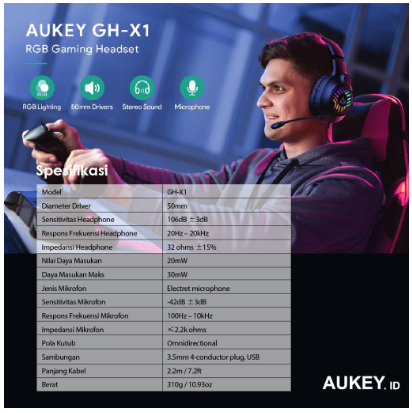 AUKEY GH-X1
RGB Gaming Headset
RGB Lighting 50mm Drivers Stereo Sound Microphone
Spesifikasi
Model GH-X1
Diameter Driver 50mm
Sensitivitas Headphone 106dB ±3dB
Respons Frekuensi Headphone 20Hz – 20kHz
Impedansi Headphone 32 ohms ±15%
Nilai Daya Masukan 20mW
Daya Masukan Maks 30mW
Jenis Mikrofon Electret microphone
Sensitivitas Mikrofon -42dB ±3dB
Respons Frekuensi Mikrofon 100Hz – 10kHz
Impedansi Mikrofon ≤2.2k ohms
Pola Kutub Omnidirectional
Sambungan 3.5mm 4-conductor plug, USB
Panjang Kabel 2.2m / 7.2ft
Berat 310g / 10.93oz
AUKEY. ID